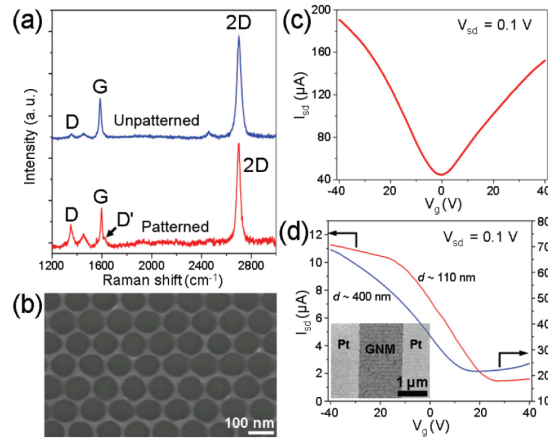 (a)
Intensity (a. u.)
D
G
2D
Unpatterned
D
G
D'
2D
Patterned
1200 1600 2000 2400 2800
Raman shift (cm⁻¹)
(b)
100 nm
(c)
V_sd = 0.1 V
I_sd (μA)
200
160
120
80
40
-40 -20 0 20 40
V_g (V)
(d)
V_sd = 0.1 V
I_sd (μA)
12
10
8
6
4
2
0
80
70
60
50
40
30
20
10
d ~ 110 nm
d ~ 400 nm
Pt
GNM
Pt
1 μm
-40 -20 0 20 40
V_g (V)